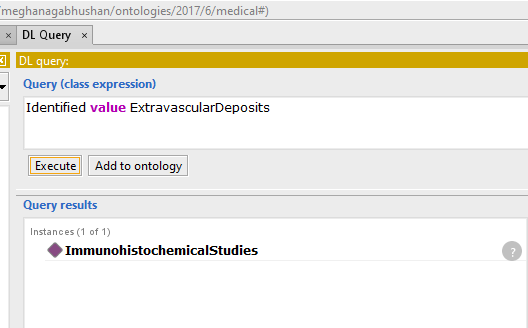 /meghanagabhushan/ontologies/2017/6/medical#)
× DL Query ×
DL query:
Query (class expression)
Identified value ExtravascularDeposits
Execute Add to ontology
Query results
Instances (1 of 1)
ImmunohistochemicalStudies ?